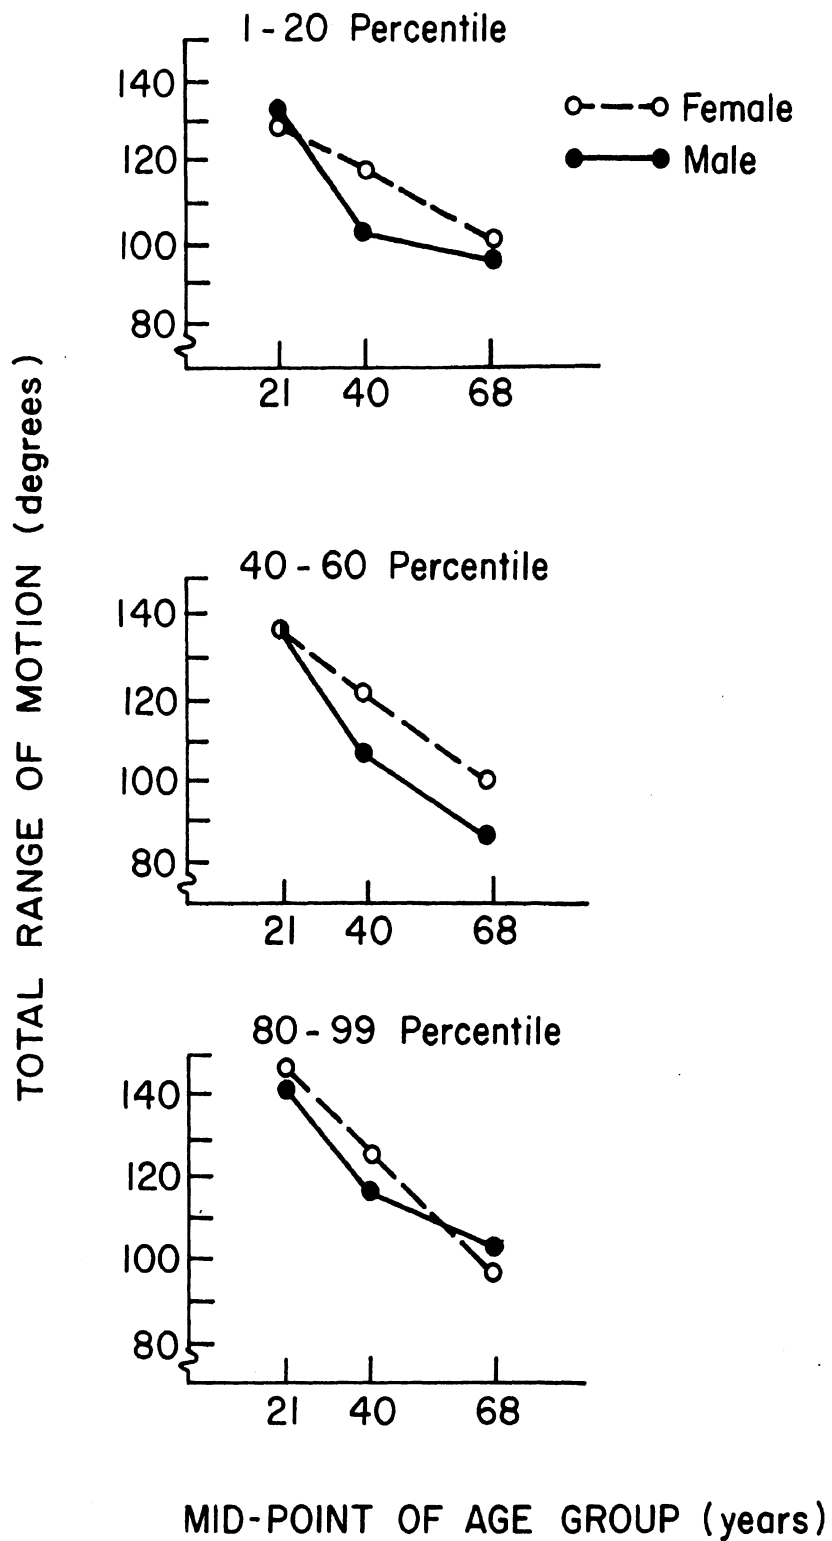 1-20 Percentile
140
120
100
80
21 40 68
Female
Male
TOTAL RANGE OF MOTION (degrees)
40-60 Percentile
140
120
100
80
21 40 68
80-99 Percentile
140
120
100
80
21 40 68
MID-POINT OF AGE GROUP (years)